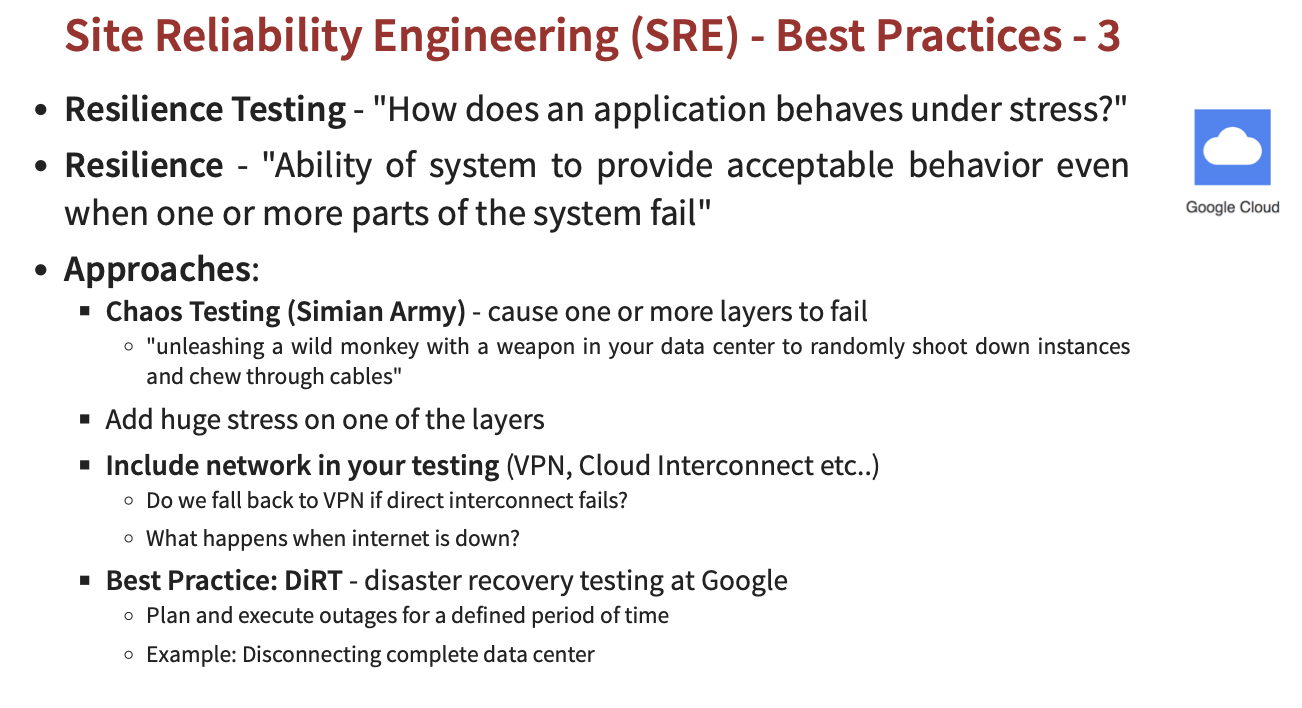 Site Reliability Engineering (SRE) - Best Practices - 3
• Resilience Testing - "How does an application behaves under stress?"
• Resilience - "Ability of system to provide acceptable behavior even
when one or more parts of the system fail"
• Approaches:
▪ Chaos Testing (Simian Army) - cause one or more layers to fail
◦ "unleashing a wild monkey with a weapon in your data center to randomly shoot down instances
and chew through cables"
▪ Add huge stress on one of the layers
▪ Include network in your testing (VPN, Cloud Interconnect etc..)
◦ Do we fall back to VPN if direct interconnect fails?
◦ What happens when internet is down?
▪ Best Practice: DiRT - disaster recovery testing at Google
◦ Plan and execute outages for a defined period of time
◦ Example: Disconnecting complete data center
Google Cloud